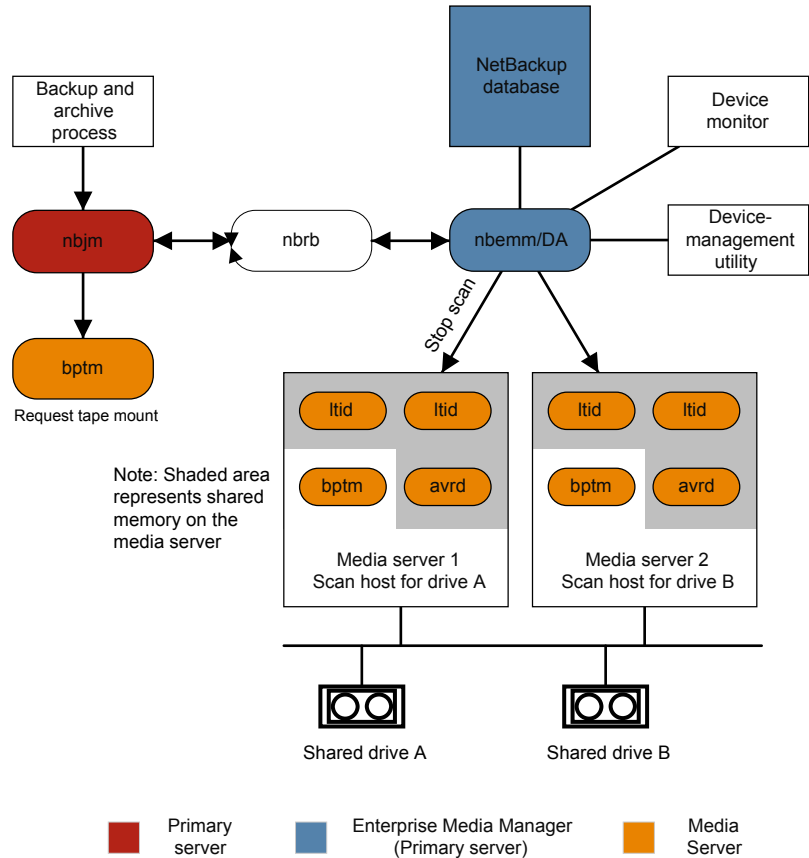 NetBackup
database
Backup and
archive
process
Device
monitor
nbjm
nbrb
nbemm/DA
Device-
management
utility
Stop scan
bptm
Request tape mount
ltid
ltid
ltid
ltid
Note: Shaded area
represents shared
memory on the
media server
bptm
avrd
bptm
avrd
Media server 1
Scan host for drive A
Media server 2
Scan host for drive B
Shared drive A
Shared drive B
Primary
server
Enterprise Media Manager
(Primary server)
Media
Server